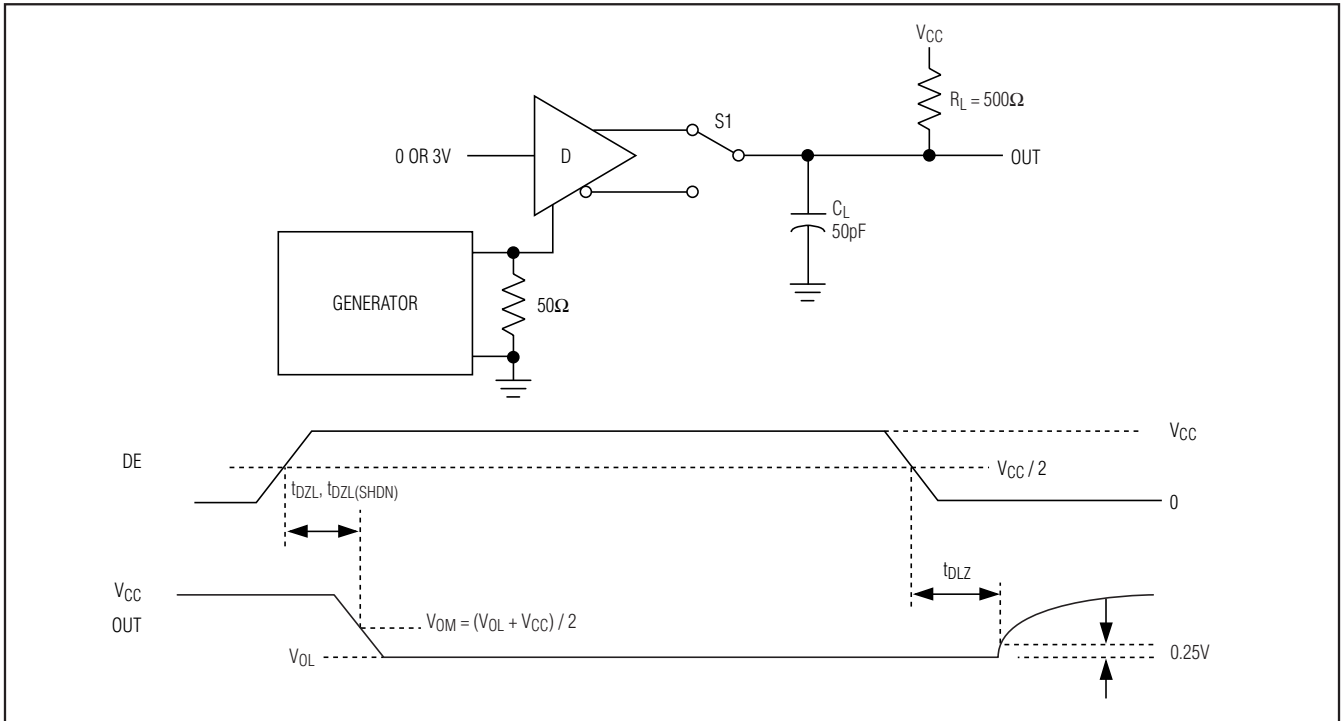 VCC
RL = 500Ω
S1
0 OR 3V
D
OUT
CL
50pF
GENERATOR
50Ω
VCC
DE
VCC / 2
tDZL, tDZL(SHDN)
0
tDLZ
VCC
OUT
VOM = (VOL + VCC) / 2
VOL
0.25V